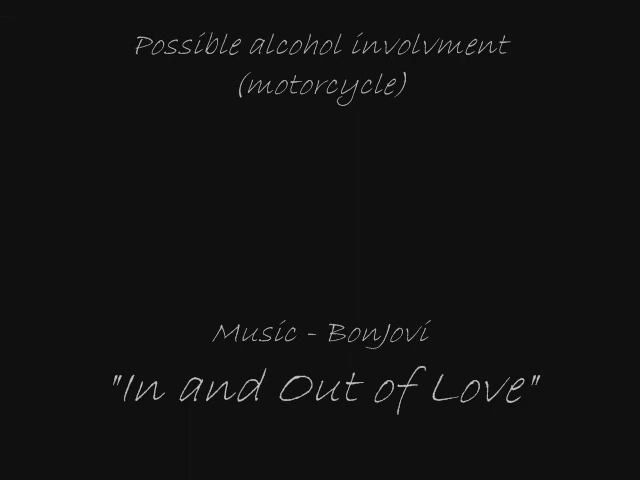 Possible alcohol involvment
(motorcycle)
Music - BonJovi
"In and Out of Love"